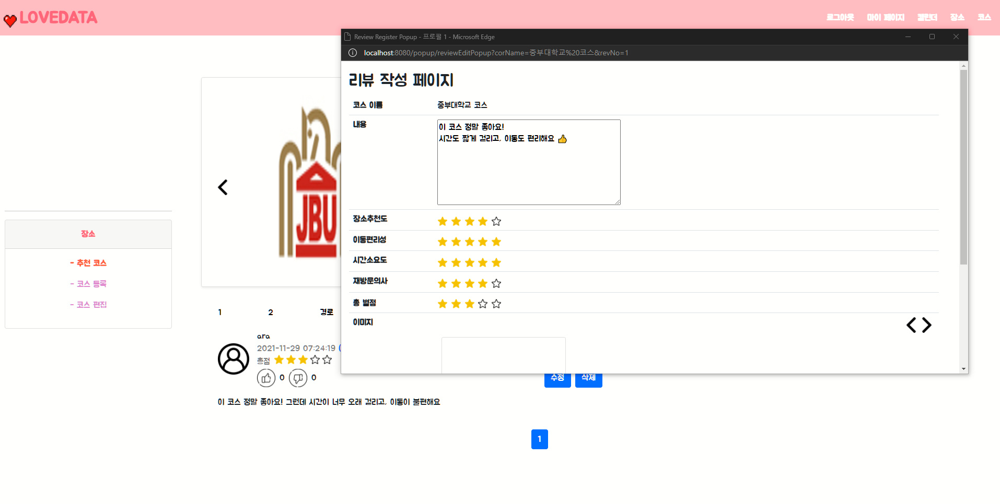 LOVEDATA
로그아웃 마이 페이지 캘린더 장소 코스
Review Register Popup - 프로필 1 - Microsoft Edge
localhost:8080/popup/reviewEditPopup?corName=중부대학교%20코스&revNo=1
리뷰 작성 페이지
코스 이름 중부대학교 코스
내용
이 코스 정말 좋아요!
시간도 짧게 걸리고, 이동도 편리해요 👍
장소추천도
이동편리성
시간소요도
재방문의사
총 별점
이미지
JBU
장소
- 추천 코스
- 코스 등록
- 코스 편집
1 2 경로
ara
2021-11-29 07:24:19 (
총점
0 0
수정 삭제
이 코스 정말 좋아요! 그런데 시간이 너무 오래 걸리고, 이동이 불편해요
1